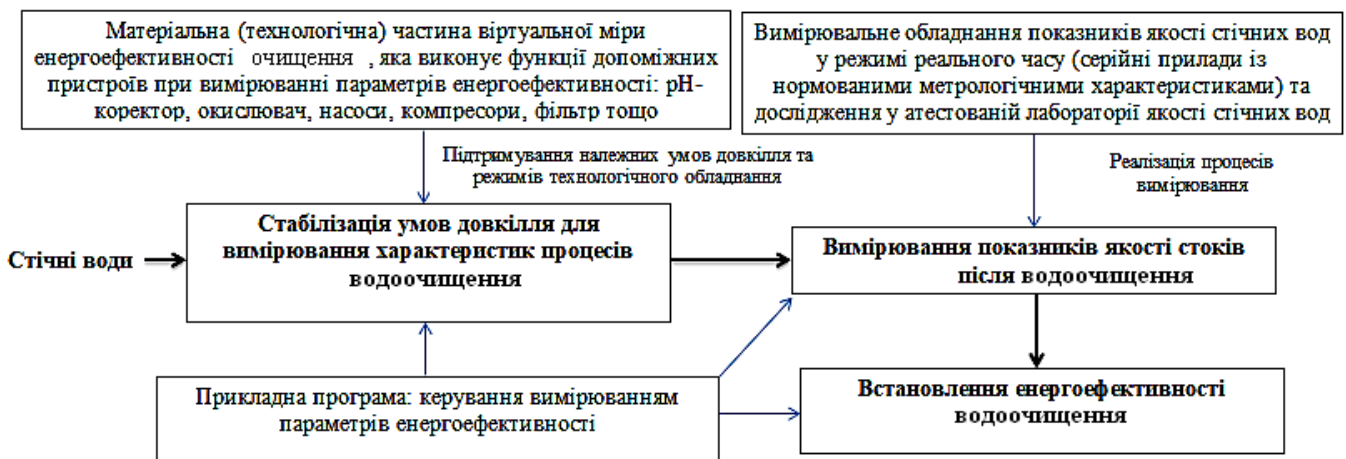 Матеріальна (технологічна) частина віртуальної міри
енергоефективності очищення , яка виконує функції допоміжних
пристроїв при вимірюванні параметрів енергоефективності: рН-
коректор, окислювач, насоси, компресори, фільтр тощо
Вимірювальне обладнання показників якості стічних вод
у режимі реального часу (серійні прилади із
нормованими метрологічними характеристиками) та
дослідження у атестованій лабораторії якості стічних вод
Підтримування належних умов довкілля та
режимів технологічного обладнання
Реалізація процесів
вимірювання
Стічні води
Стабілізація умов довкілля для
вимірювання характеристик процесів
водоочищення
Вимірювання показників якості стоків
після водоочищення
Прикладна програма: керування вимірюванням
параметрів енергоефективності
Встановлення енергоефективності
водоочищення